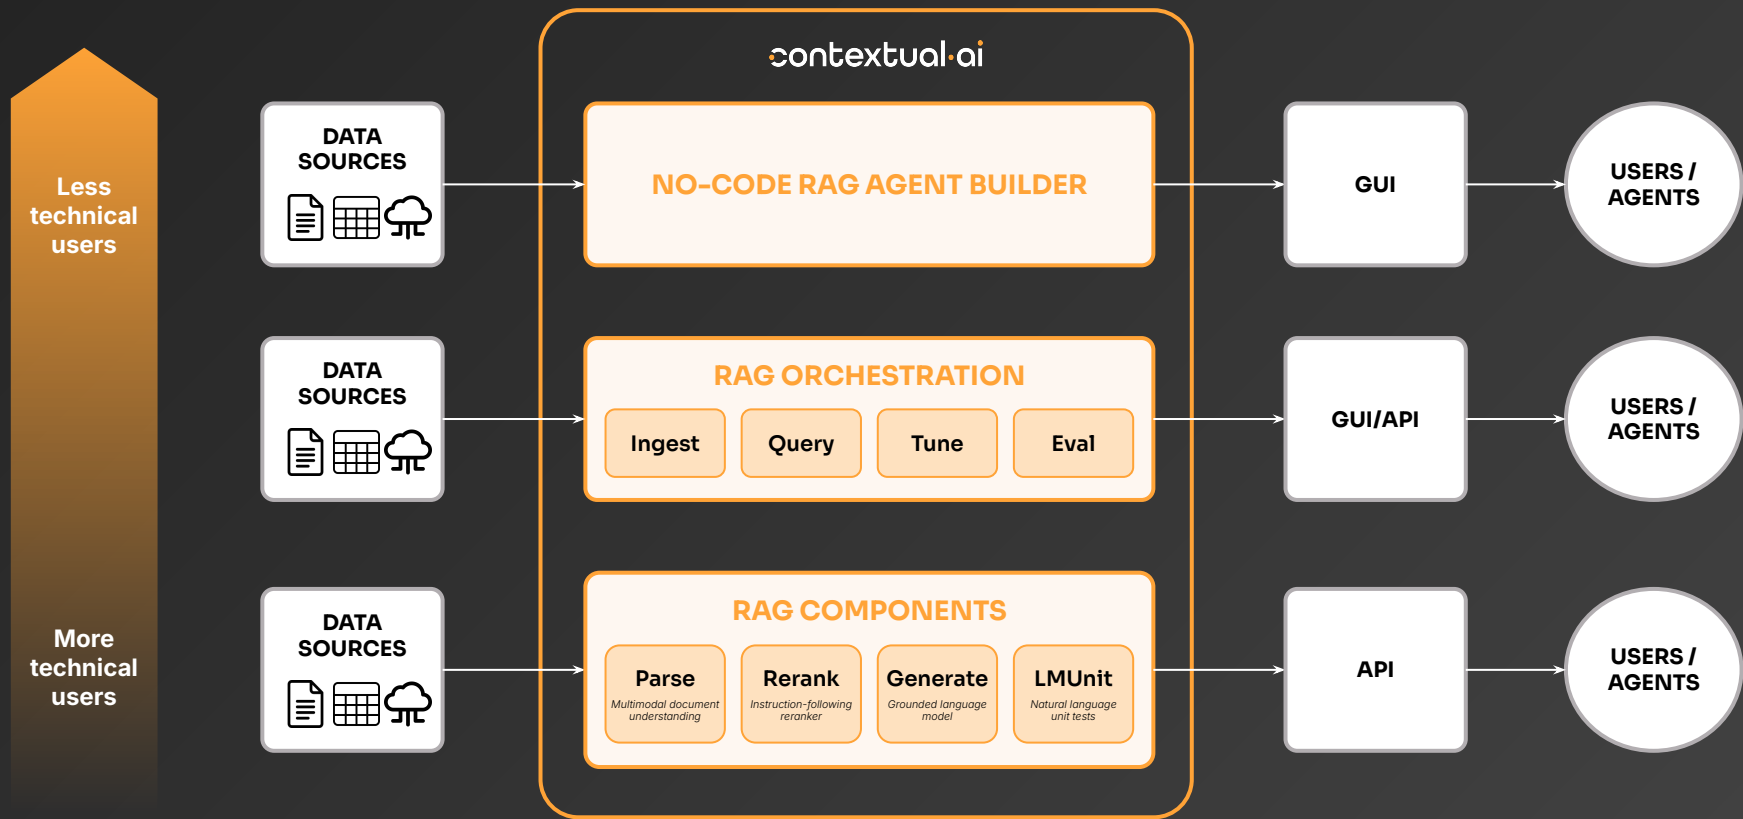 contextual·ai
Less
technical
users
DATA
SOURCES
NO-CODE RAG AGENT BUILDER
GUI
USERS /
AGENTS
DATA
SOURCES
RAG ORCHESTRATION
Ingest
Query
Tune
Eval
GUI/API
USERS /
AGENTS
More
technical
users
DATA
SOURCES
RAG COMPONENTS
Parse
Multimodal document
understanding
Rerank
Instruction-following
reranker
Generate
Grounded language
model
LMUnit
Natural language
unit tests
API
USERS /
AGENTS